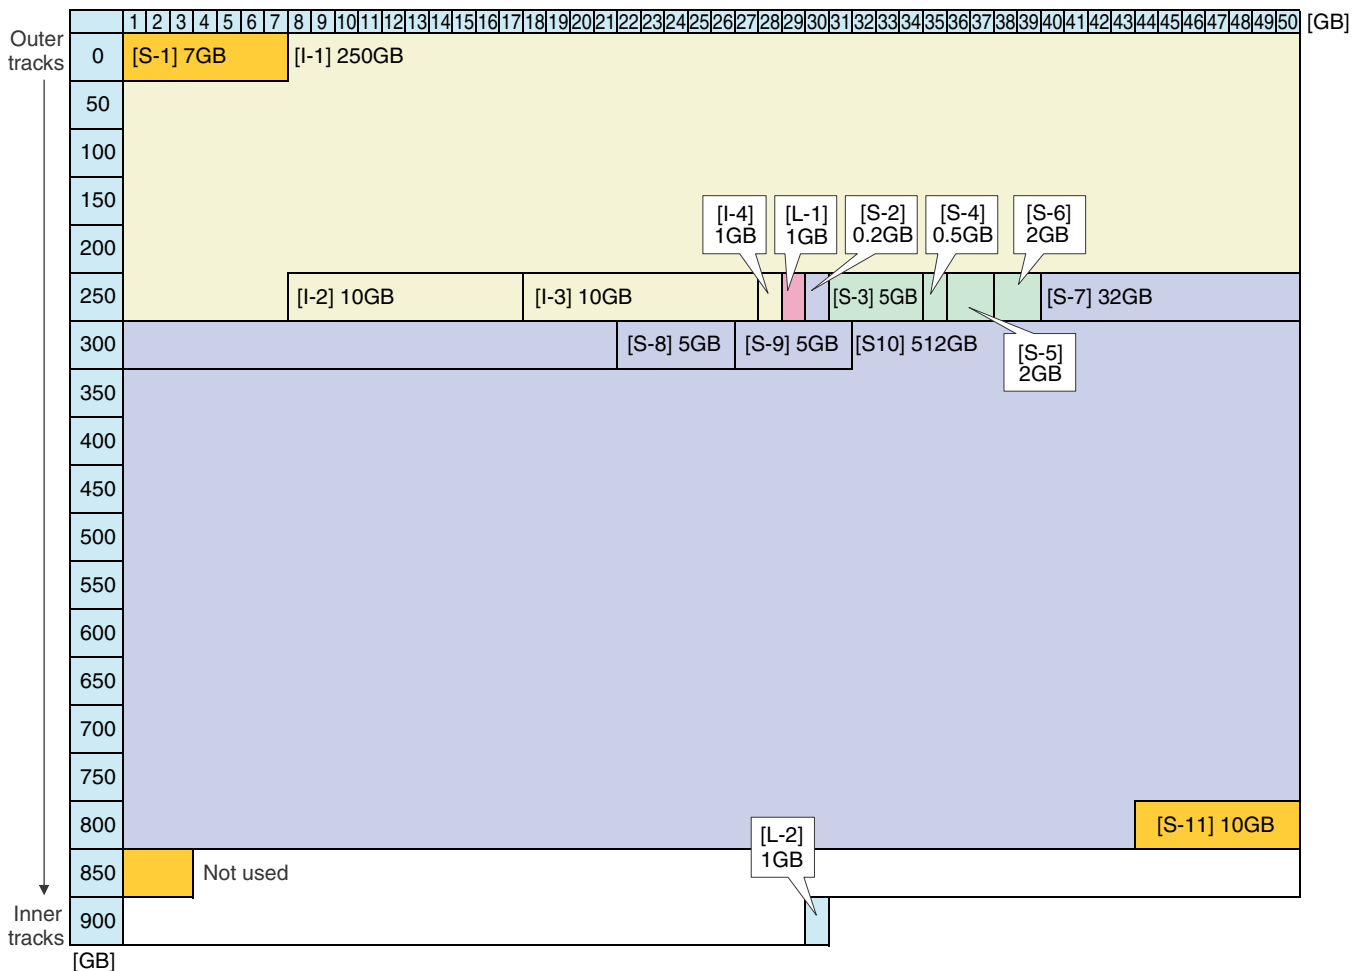 1 2 3 4 5 6 7 8 9 10 11 12 13 14 15 16 17 18 19 20 21 22 23 24 25 26 27 28 29 30 31 32 33 34 35 36 37 38 39 40 41 42 43 44 45 46 47 48 49 50 [GB]
Outer
tracks
0 [S-1] 7GB [I-1] 250GB
50
100
150
200
[I-4]
1GB
[L-1]
1GB
[S-2]
0.2GB
[S-4]
0.5GB
[S-6]
2GB
250 [I-2] 10GB [I-3] 10GB [S-3] 5GB [S-7] 32GB
300 [S-8] 5GB [S-9] 5GB [S10] 512GB
[S-5]
2GB
350
400
450
500
550
600
650
700
750
800 [S-11] 10GB
[L-2]
1GB
850 Not used
900
Inner
tracks
[GB]